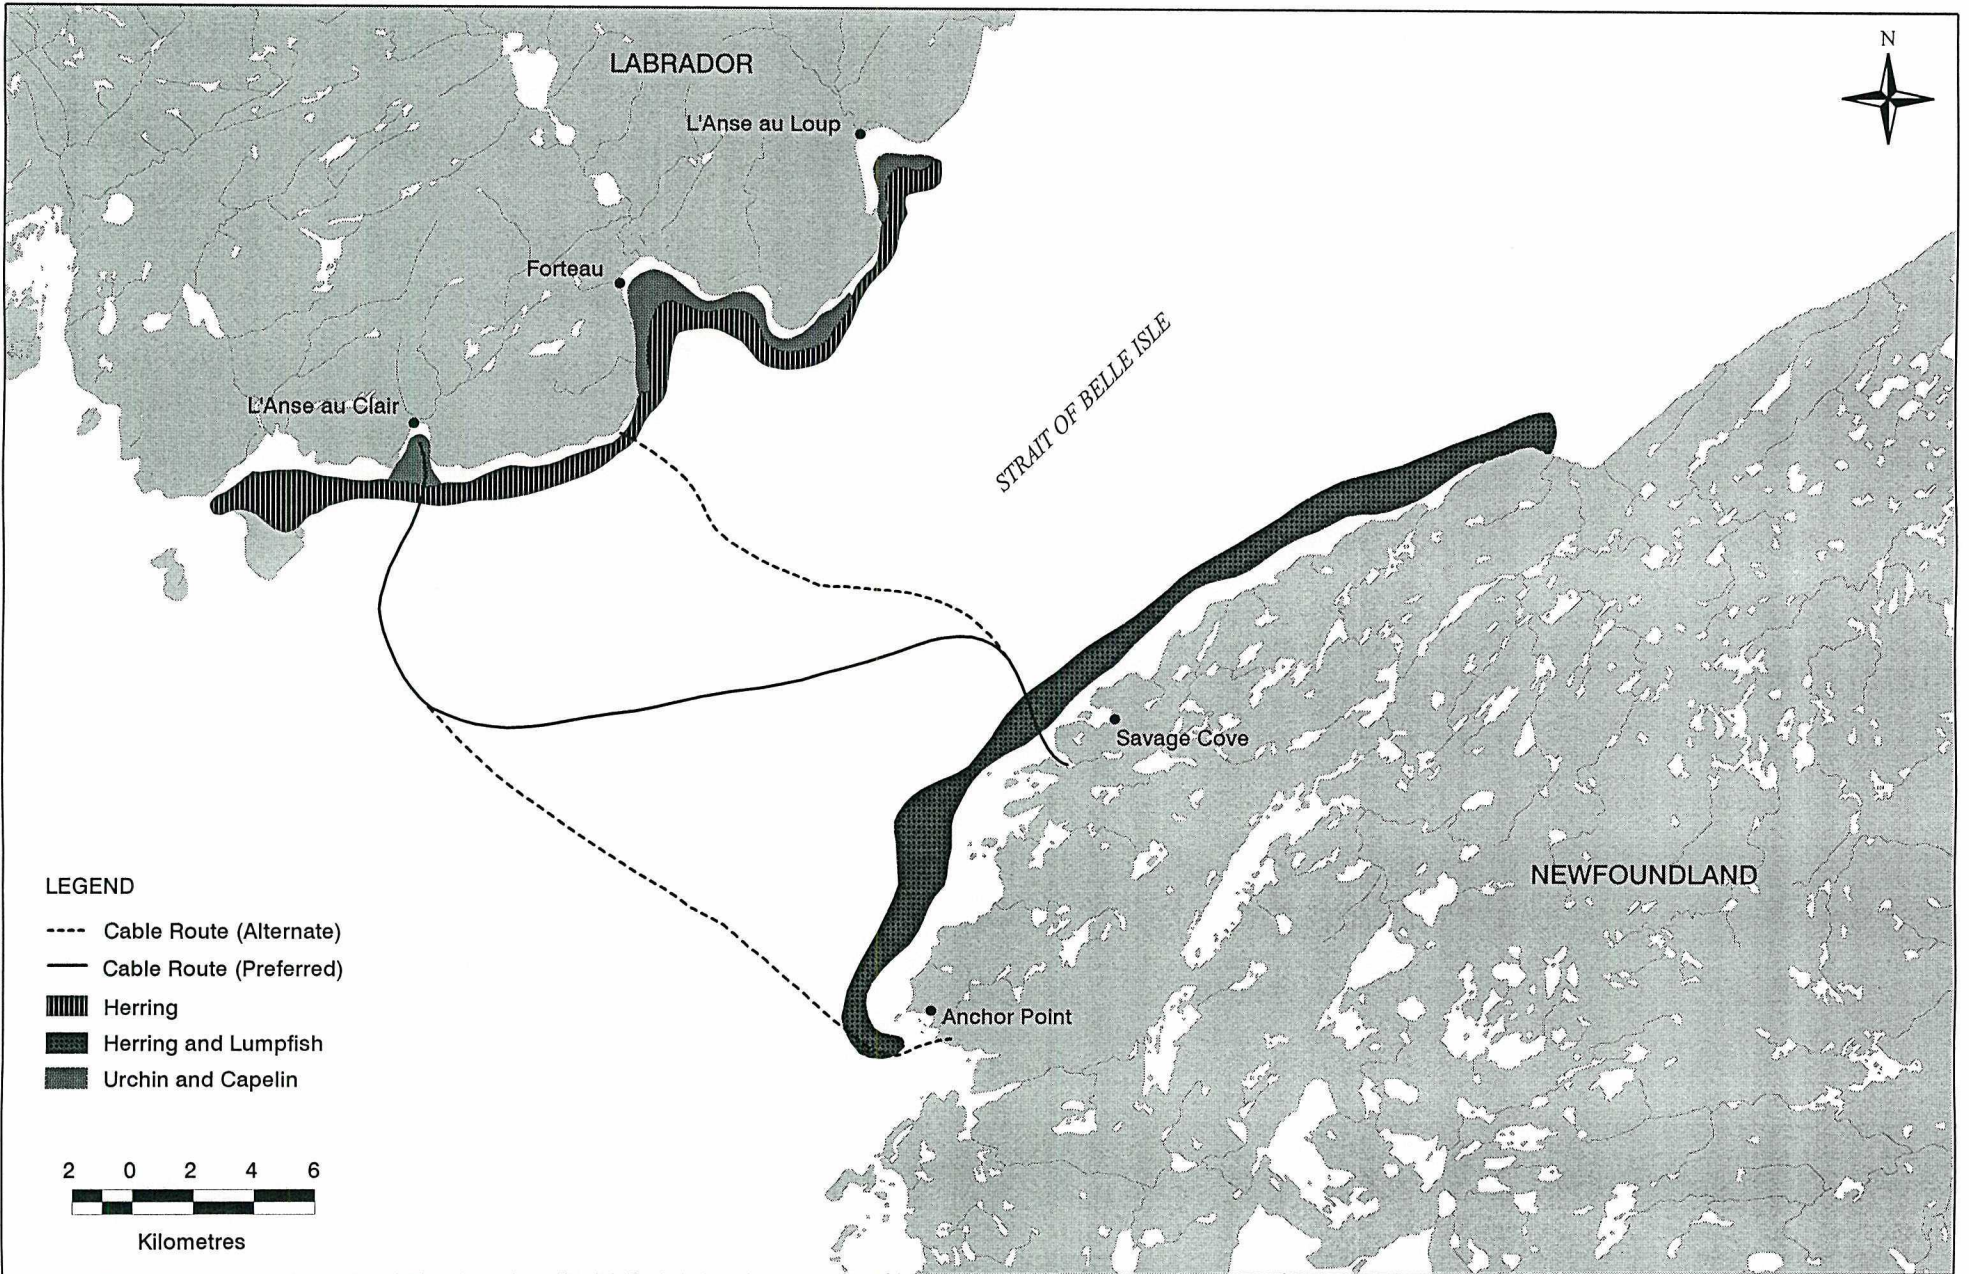 N
LABRADOR
L'Anse au Loup
Forteau
STRAIT OF BELLE ISLE
L'Anse au Clair
Savage Cove
NEWFOUNDLAND
Anchor Point
LEGEND
Cable Route (Alternate)
Cable Route (Preferred)
Herring
Herring and Lumpfish
Urchin and Capelin
2 0 2 4 6
Kilometres